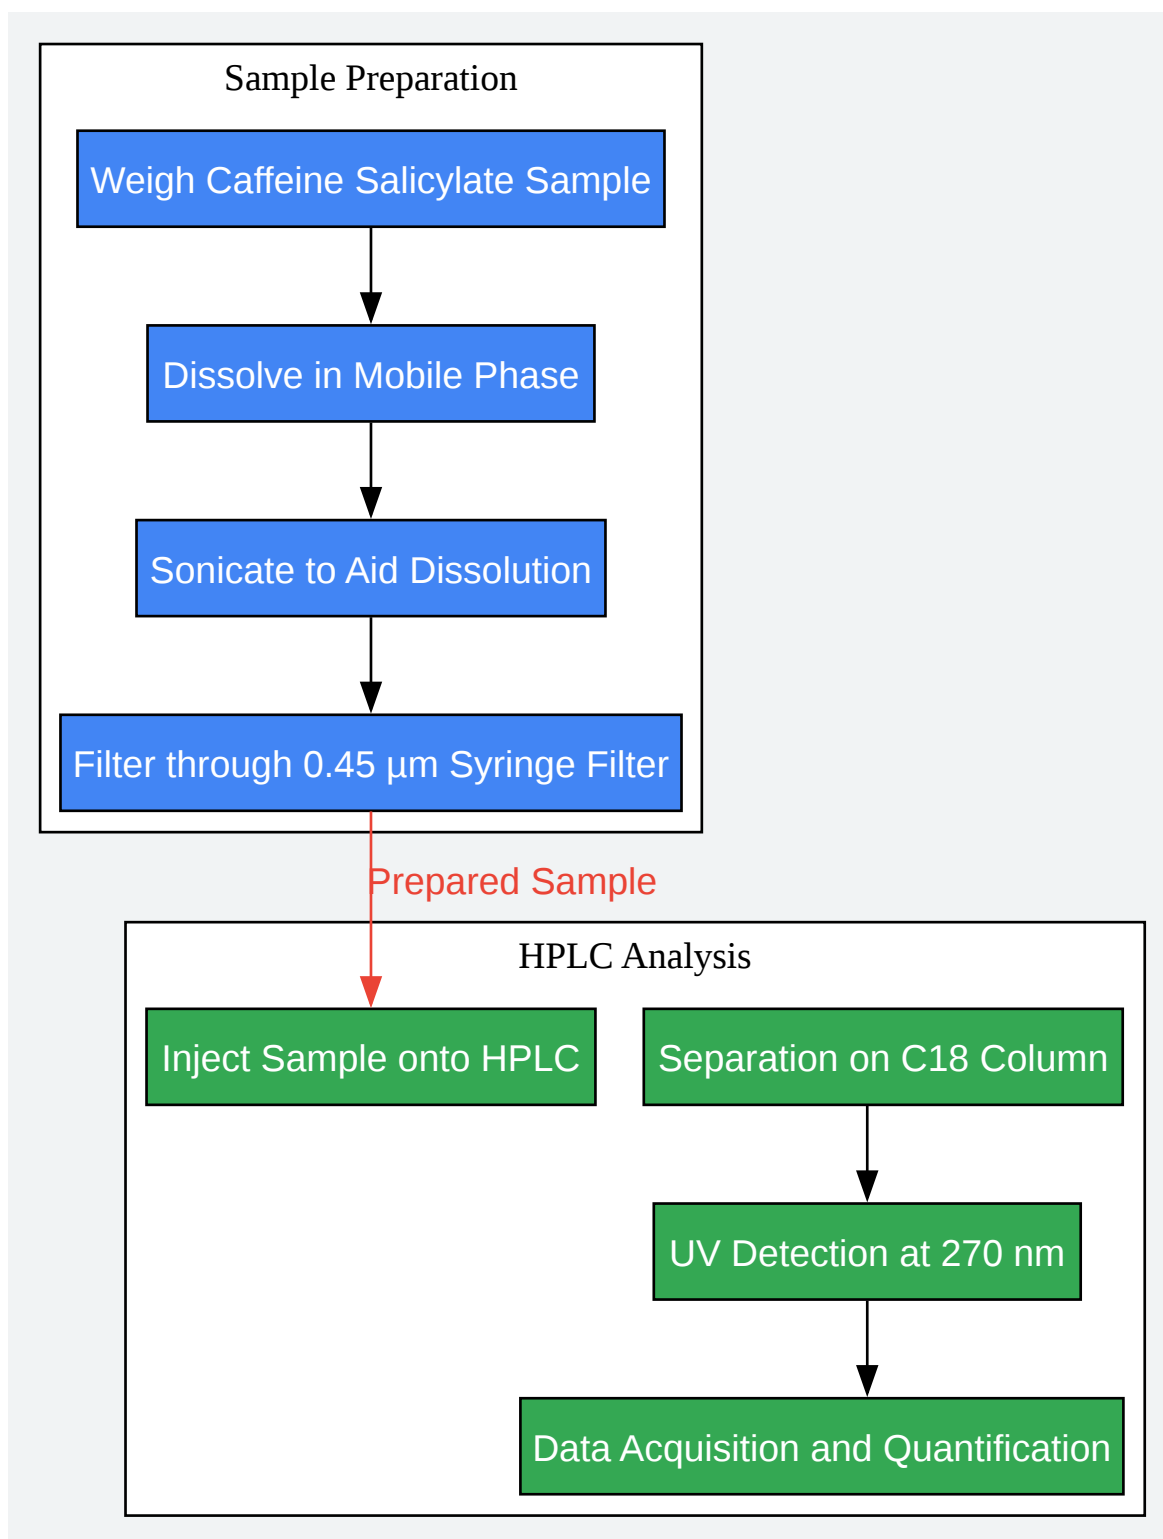 Sample Preparation
Weigh Caffeine Salicylate Sample
Dissolve in Mobile Phase
Sonicate to Aid Dissolution
Filter through 0.45 µm Syringe Filter
Prepared Sample
HPLC Analysis
Inject Sample onto HPLC
Separation on C18 Column
UV Detection at 270 nm
Data Acquisition and Quantification